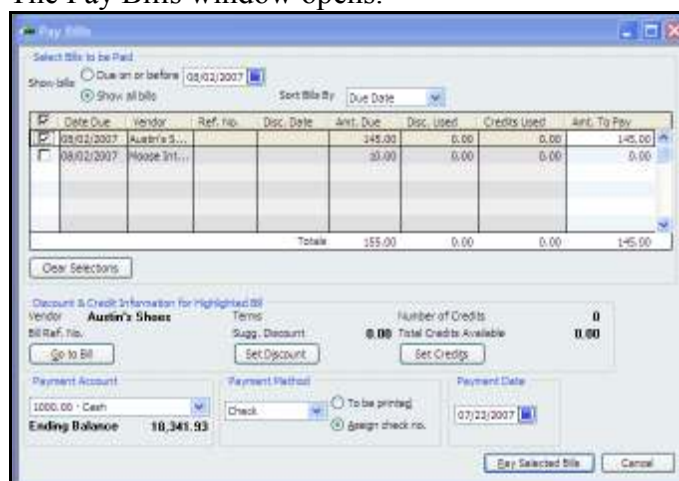 The Pay Bills window opens.
Pay Bills
Select Bills to be Paid
Show bills Due on or before 08/02/2007
Show all bills Sort Bills By Due Date
Date Due Vendor Ref. No. Disc. Date Amt. Due Disc. Used Credits Used Amt. To Pay
08/02/2007 Austin's S... 145.00 0.00 0.00 145.00
08/02/2007 Moose Int... 10.00 0.00 0.00 0.00
Totals 155.00 0.00 0.00 145.00
Clear Selections
Discount & Credit Information for Highlighted Bill
Vendor Austin's Shoes Terms Number of Credits 0
Bill Ref. No. Sugg. Discount 0.00 Total Credits Available 0.00
Go to Bill Set Discount Set Credits
Payment Account Payment Method Payment Date
1000.00 · Cash Check To be printed 07/23/2007
Ending Balance 10,341.93 Assign check no.
Pay Selected Bills Cancel